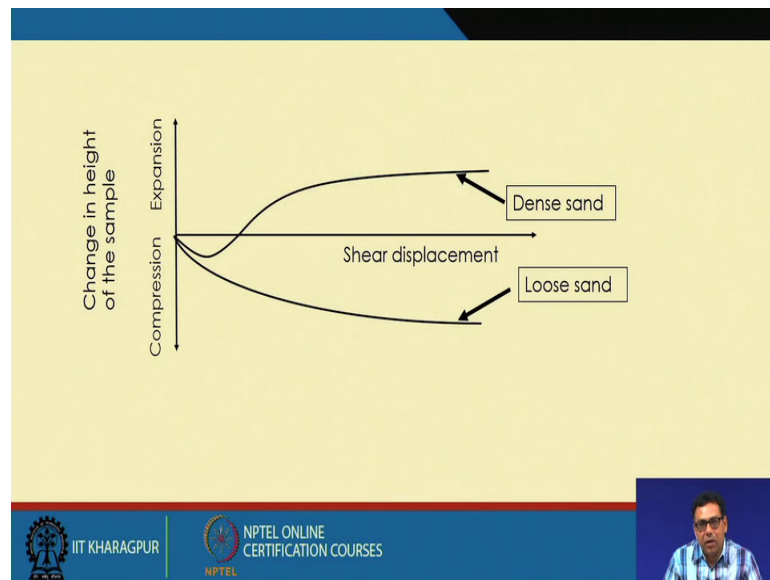 Change in height
of the sample
Expansion
Compression
Dense sand
Shear displacement
Loose sand
IIT KHARAGPUR
NPTEL
NPTEL ONLINE
CERTIFICATION COURSES